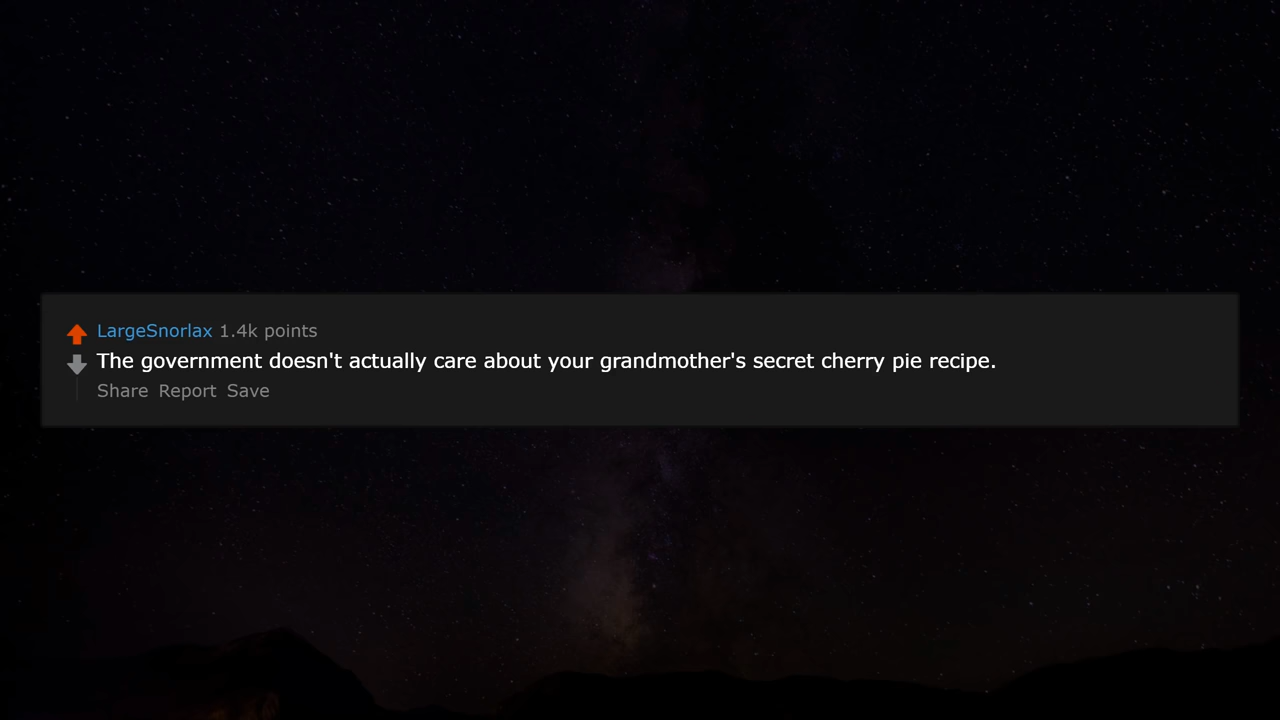 LargeSnorlax 1.4k points
The government doesn't actually care about your grandmother's secret cherry pie recipe.
Share Report Save